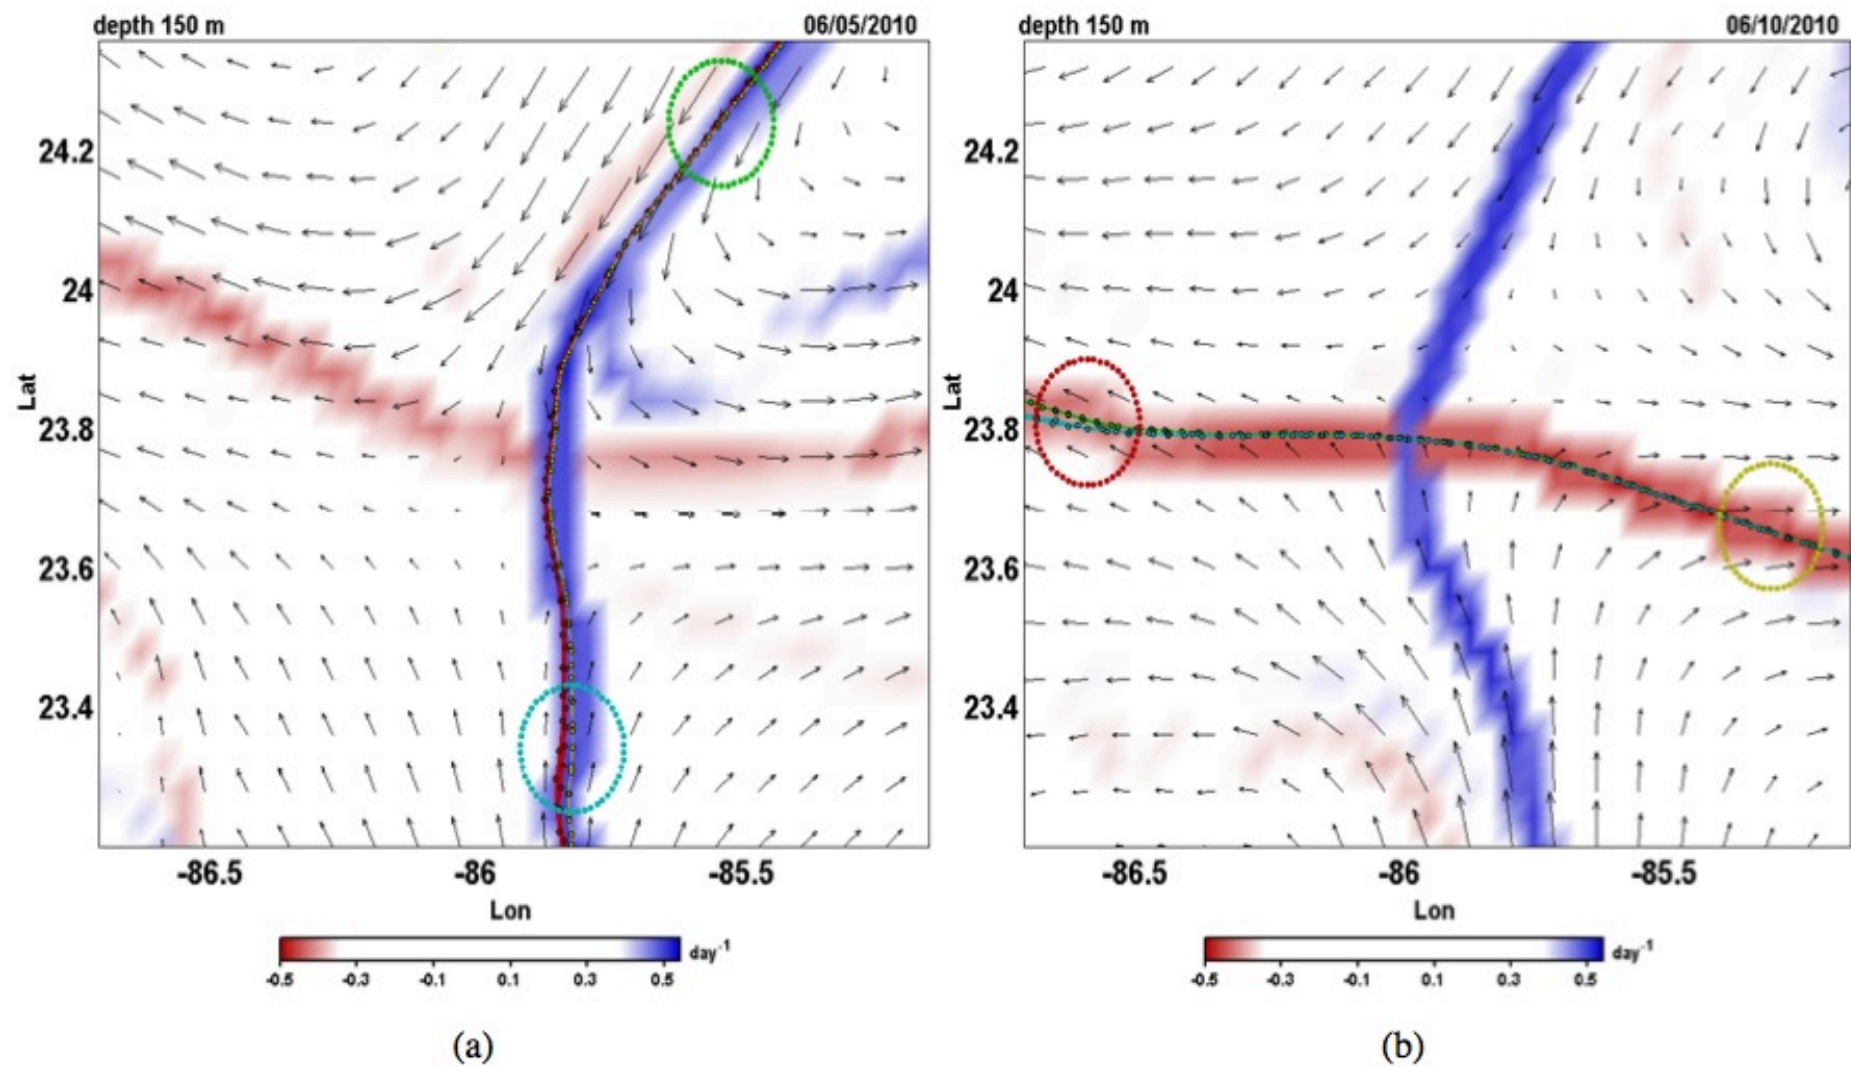 depth 150 m 06/05/2010
24.2
24
23.8
23.6
23.4
Lat
-86.5 -86 -85.5
Lon
day-1
-0.5 -0.3 -0.1 0.1 0.3 0.5
(a)
depth 150 m 06/10/2010
24.2
24
23.8
23.6
23.4
Lat
-86.5 -86 -85.5
Lon
day-1
-0.5 -0.3 -0.1 0.1 0.3 0.5
(b)